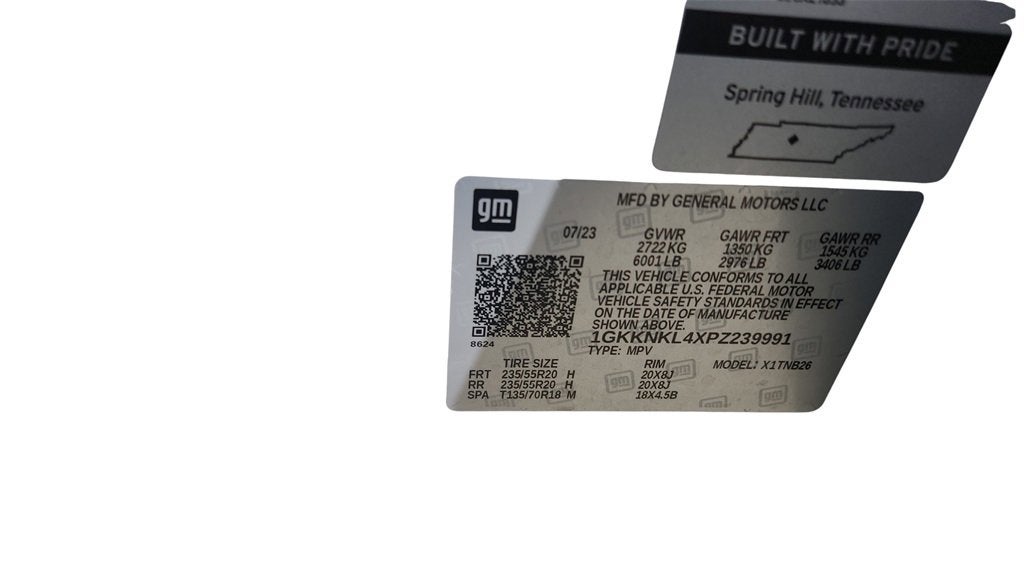 BUILT WITH PRIDE
Spring Hill, Tennessee
gm
MFD BY GENERAL MOTORS LLC
07/23 GVWR GAWR FRT GAWR RR
2722 KG 1350 KG 1545 KG
6001 LB 2976 LB 3406 LB
THIS VEHICLE CONFORMS TO ALL
APPLICABLE U.S. FEDERAL MOTOR
VEHICLE SAFETY STANDARDS IN EFFECT
ON THE DATE OF MANUFACTURE
SHOWN ABOVE.
1GKKNKL4XPZ239991
8624
TYPE: MPV MODEL: X1TNB26
TIRE SIZE RIM
FRT 235/55R20 H 20X8J
RR 235/55R20 H 20X8J
SPA T135/70R18 M 18X4.5B